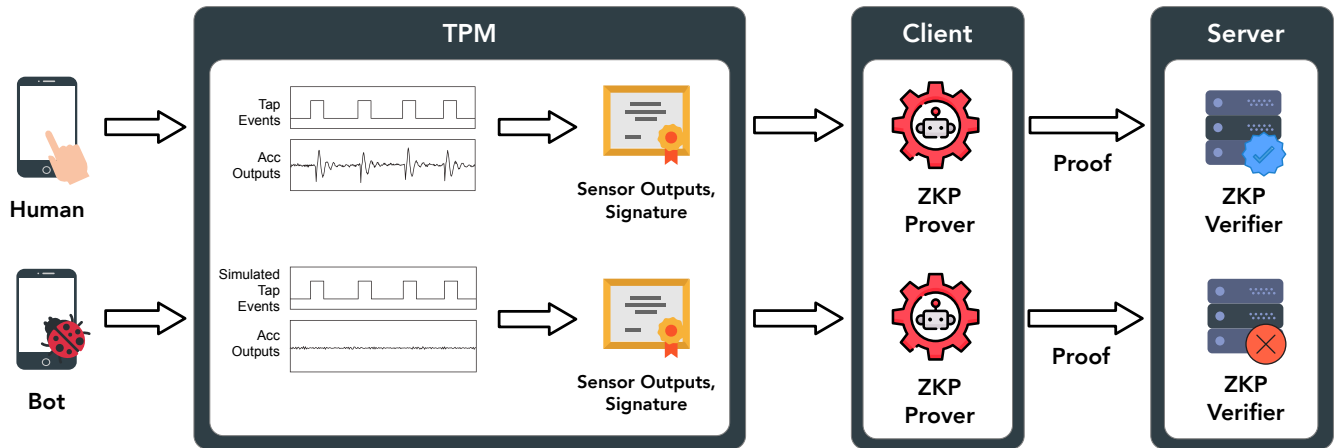 TPM
Client
Server
Human
Tap
Events
Acc
Outputs
Sensor Outputs,
Signature
ZKP
Prover
Proof
ZKP
Verifier
Bot
Simulated
Tap
Events
Acc
Outputs
Sensor Outputs,
Signature
ZKP
Prover
Proof
ZKP
Verifier